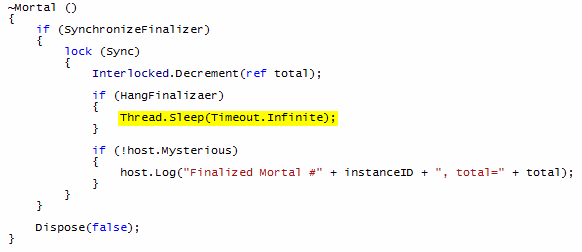 ~Mortal ()
{
if (SynchronizeFinalizer)
{
lock (Sync)
{
Interlocked.Decrement(ref total);
if (HangFinalizaer)
{
Thread.Sleep(Timeout.Infinite);
}
if (!host.Mysterious)
{
host.Log("Finalized Mortal #" + instanceID + ", total=" + total);
}
}
}
Dispose(false);
}